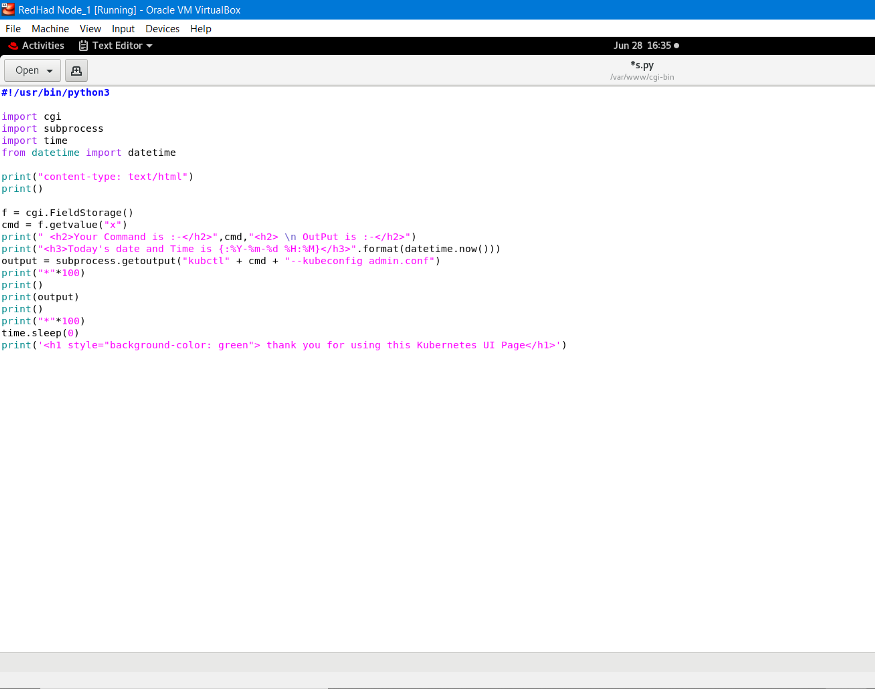 RedHad Node_1 [Running] - Oracle VM VirtualBox
File Machine View Input Devices Help
Activities Text Editor Jun 28 16:35
Open *s.py
/var/www/cgi-bin
#!/usr/bin/python3
import cgi
import subprocess
import time
from datetime import datetime
print("content-type: text/html")
print()
f = cgi.FieldStorage()
cmd = f.getvalue("x")
print(" <h2>Your Command is :-</h2>",cmd,"<h2> \n OutPut is :-</h2>")
print("<h3>Today's date and Time is {:%Y-%m-%d %H:%M}</h3>".format(datetime.now()))
output = subprocess.getoutput("kubctl" + cmd + "--kubeconfig admin.conf")
print("*"*100)
print()
print(output)
print()
print("*"*100)
time.sleep(0)
print('<h1 style="background-color: green"> thank you for using this Kubernetes UI Page</h1>')